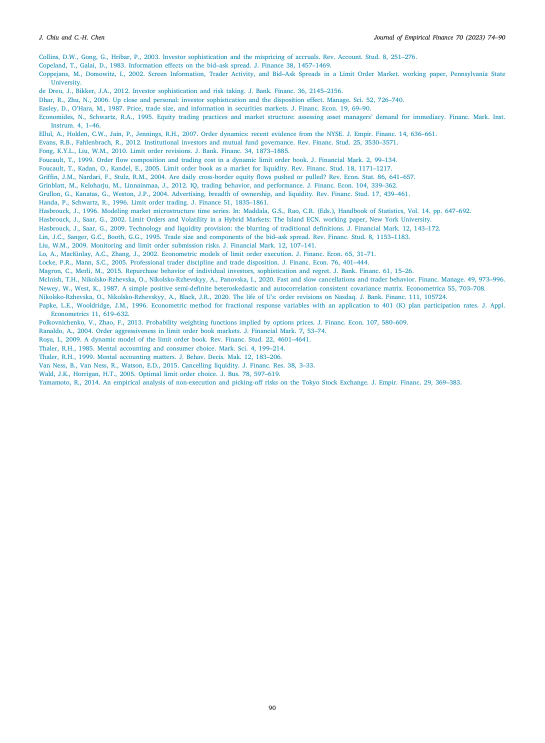 J. Chiu and C.-H. Chen
Journal of Empirical Finance 70 (2023) 74–90
Collins, D.W., Gong, G., Hribar, P., 2003. Investor sophistication and the mispricing of accruals. Rev. Account. Stud. 8, 251–276.
Copeland, T., Galai, D., 1983. Information effects on the bid–ask spread. J. Finance 38, 1457–1469.
Coppejans, M., Domowitz, I., 2002. Screen Information, Trader Activity, and Bid–Ask Spreads in a Limit Order Market. working paper, Pennsylvania State
University.
de Dreu, J., Bikker, J.A., 2012. Investor sophistication and risk taking. J. Bank. Financ. 36, 2145–2156.
Dhar, R., Zhu, N., 2006. Up close and personal: investor sophistication and the disposition effect. Manage. Sci. 52, 726–740.
Easley, D., O'Hara, M., 1987. Price, trade size, and information in securities markets. J. Financ. Econ. 19, 69–90.
Economides, N., Schwartz, R.A., 1995. Equity trading practices and market structure: assessing asset managers' demand for immediacy. Financ. Mark. Inst.
Instrum. 4, 1–46.
Ellul, A., Holden, C.W., Jain, P., Jennings, R.H., 2007. Order dynamics: recent evidence from the NYSE. J. Empir. Financ. 14, 636–661.
Evans, R.B., Fahlenbrach, R., 2012. Institutional investors and mutual fund governance. Rev. Financ. Stud. 25, 3530–3571.
Fong, K.Y.L., Liu, W.M., 2010. Limit order revisions. J. Bank. Financ. 34, 1873–1885.
Foucault, T., 1999. Order flow composition and trading cost in a dynamic limit order book. J. Financial Mark. 2, 99–134.
Foucault, T., Kadan, O., Kandel, E., 2005. Limit order book as a market for liquidity. Rev. Financ. Stud. 18, 1171–1217.
Griffin, J.M., Nardari, F., Stulz, R.M., 2004. Are daily cross-border equity flows pushed or pulled? Rev. Econ. Stat. 86, 641–657.
Grinblatt, M., Keloharju, M., Linnainmaa, J., 2012. IQ, trading behavior, and performance. J. Financ. Econ. 104, 339–362.
Grullon, G., Kanatas, G., Weston, J.P., 2004. Advertising, breadth of ownership, and liquidity. Rev. Financ. Stud. 17, 439–461.
Handa, P., Schwartz, R., 1996. Limit order trading. J. Finance 51, 1835–1861.
Hasbrouck, J., 1996. Modeling market microstructure time series. In: Maddala, G.S., Rao, C.R. (Eds.), Handbook of Statistics, Vol. 14. pp. 647–692.
Hasbrouck, J., Saar, G., 2002. Limit Orders and Volatility in a Hybrid Markets: The Island ECN. working paper, New York University.
Hasbrouck, J., Saar, G., 2009. Technology and liquidity provision: the blurring of traditional definitions. J. Financial Mark. 12, 143–172.
Lin, J.C., Sanger, G.C., Booth, G.G., 1995. Trade size and components of the bid–ask spread. Rev. Financ. Stud. 8, 1153–1183.
Liu, W.M., 2009. Monitoring and limit order submission risks. J. Financial Mark. 12, 107–141.
Lo, A., MacKinlay, A.C., Zhang, J., 2002. Econometric models of limit order execution. J. Financ. Econ. 65, 31–71.
Locke, P.R., Mann, S.C., 2005. Professional trader discipline and trade disposition. J. Financ. Econ. 76, 401–444.
Magron, C., Merli, M., 2015. Repurchase behavior of individual investors, sophistication and regret. J. Bank. Financ. 61, 15–26.
McInish, T.H., Nikolsko-Rzhevska, O., Nikolsko-Rzhevskyy, A., Panovska, I., 2020. Fast and slow cancellations and trader behavior. Financ. Manage. 49, 973–996.
Newey, W., West, K., 1987. A simple positive semi-definite heteroskedastic and autocorrelation consistent covariance matrix. Econometrica 55, 703–708.
Nikolsko-Rzhevska, O., Nikolsko-Rzhevskyy, A., Black, J.R., 2020. The life of U's: order revisions on Nasdaq. J. Bank. Financ. 111, 105724.
Papke, L.E., Wooldridge, J.M., 1996. Econometric method for fractional response variables with an application to 401 (K) plan participation rates. J. Appl.
Econometrics 11, 619–632.
Polkovnichenko, V., Zhao, F., 2013. Probability weighting functions implied by options prices. J. Financ. Econ. 107, 580–609.
Ranaldo, A., 2004. Order aggressiveness in limit order book markets. J. Financial Mark. 7, 53–74.
Roşu, I., 2009. A dynamic model of the limit order book. Rev. Financ. Stud. 22, 4601–4641.
Thaler, R.H., 1985. Mental accounting and consumer choice. Mark. Sci. 4, 199–214.
Thaler, R.H., 1999. Mental accounting matters. J. Behav. Decis. Mak. 12, 183–206.
Van Ness, B., Van Ness, R., Watson, E.D., 2015. Cancelling liquidity. J. Financ. Res. 38, 3–33.
Wald, J.K., Horrigan, H.T., 2005. Optimal limit order choice. J. Bus. 78, 597–619.
Yamamoto, R., 2014. An empirical analysis of non-execution and picking-off risks on the Tokyo Stock Exchange. J. Empir. Financ. 29, 369–383.
90